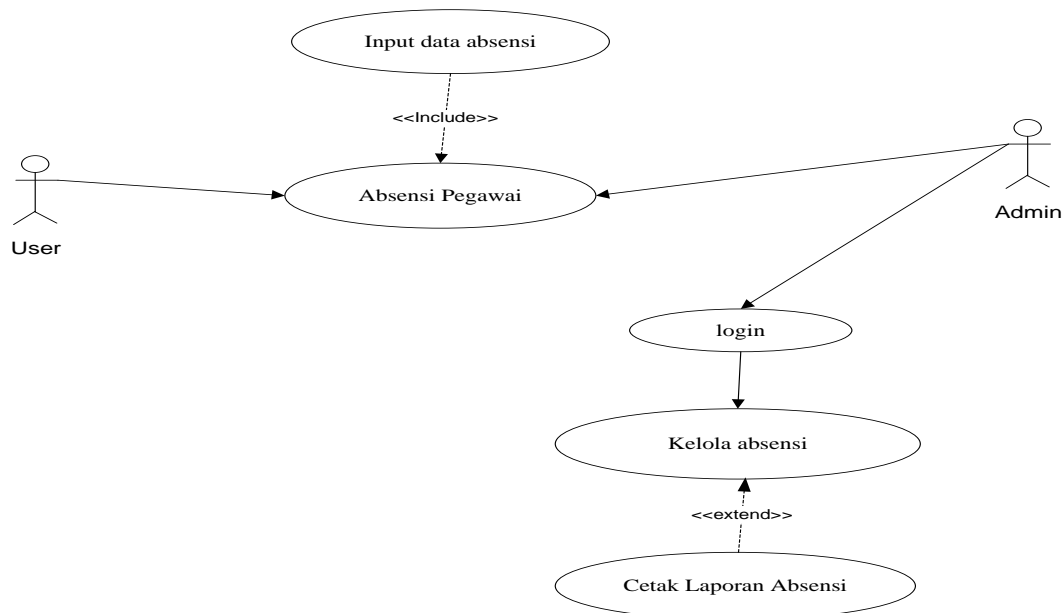 Input data absensi
<<Include>>
Absensi Pegawai
User
Admin
login
Kelola absensi
<<extend>>
Cetak Laporan Absensi